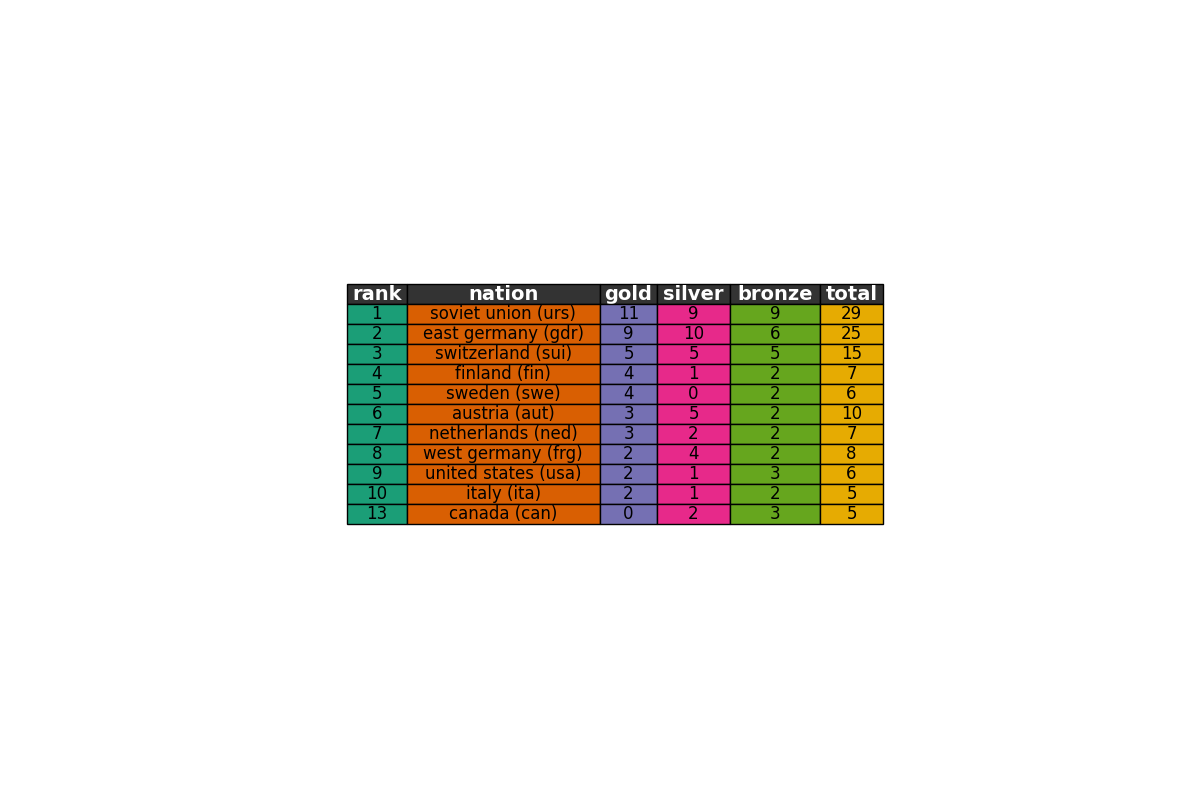 rank nation gold silver bronze total
1 soviet union (urs) 11 9 9 29
2 east germany (gdr) 9 10 6 25
3 switzerland (sui) 5 5 5 15
4 finland (fin) 4 1 2 7
5 sweden (swe) 4 0 2 6
6 austria (aut) 3 5 2 10
7 netherlands (ned) 3 2 2 7
8 west germany (frg) 2 4 2 8
9 united states (usa) 2 1 3 6
10 italy (ita) 2 1 2 5
13 canada (can) 0 2 3 5